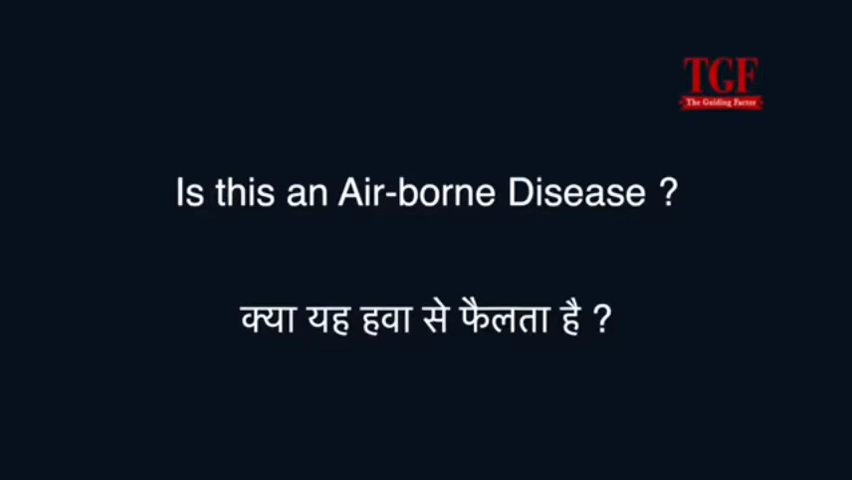 TGF
The Guiding Factor
Is this an Air-borne Disease ?
क्या यह हवा से फैलता है ?